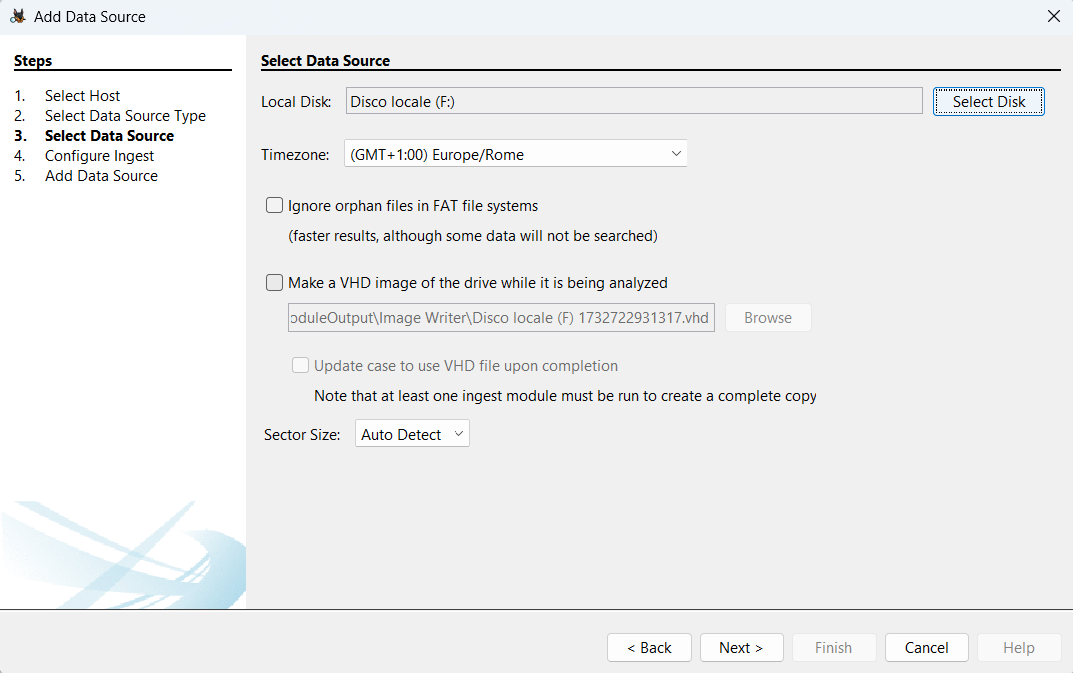 Add Data Source
Steps
1. Select Host
2. Select Data Source Type
3. Select Data Source
4. Configure Ingest
5. Add Data Source
Select Data Source
Local Disk: Disco locale (F:) Select Disk
Timezone: (GMT+1:00) Europe/Rome
Ignore orphan files in FAT file systems
(faster results, although some data will not be searched)
Make a VHD image of the drive while it is being analyzed
oduleOutput\Image Writer\Disco locale (F) 1732722931317.vhd Browse
Update case to use VHD file upon completion
Note that at least one ingest module must be run to create a complete copy
Sector Size: Auto Detect
< Back Next > Finish Cancel Help